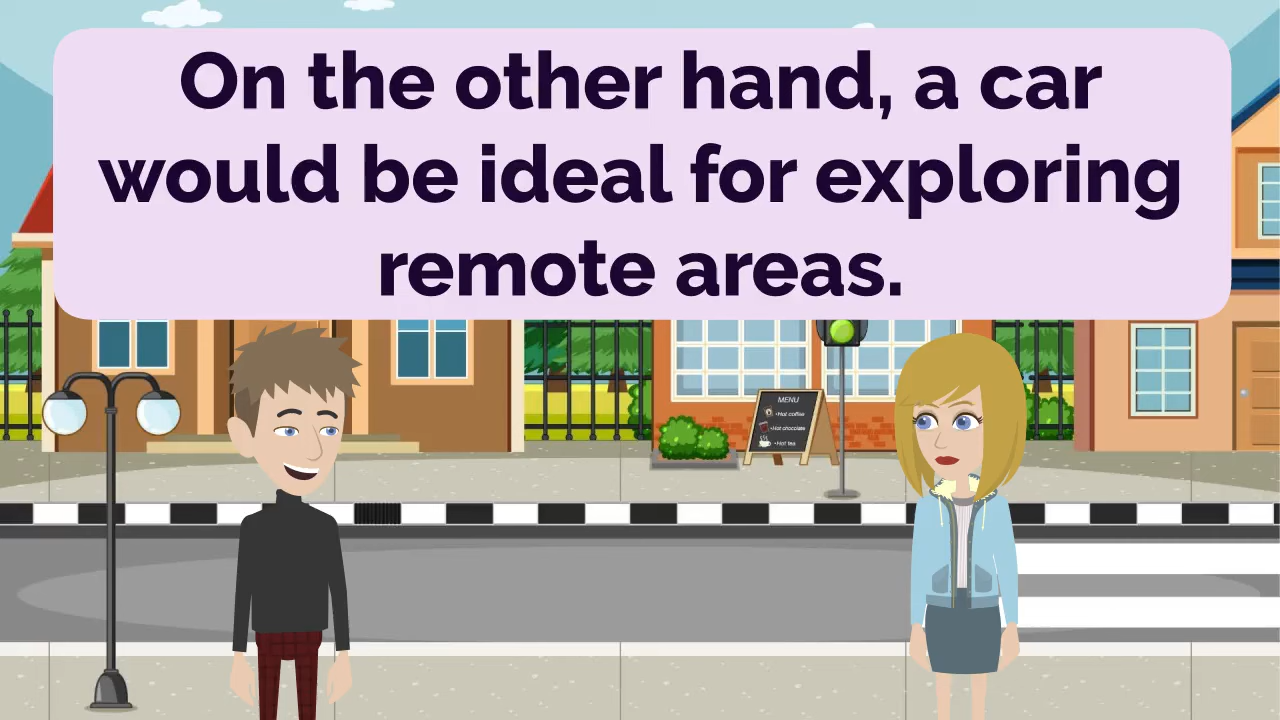 On the other hand, a car
would be ideal for exploring
remote areas.
MENU
•Hot coffee
•Hot chocolate
•Hot tea